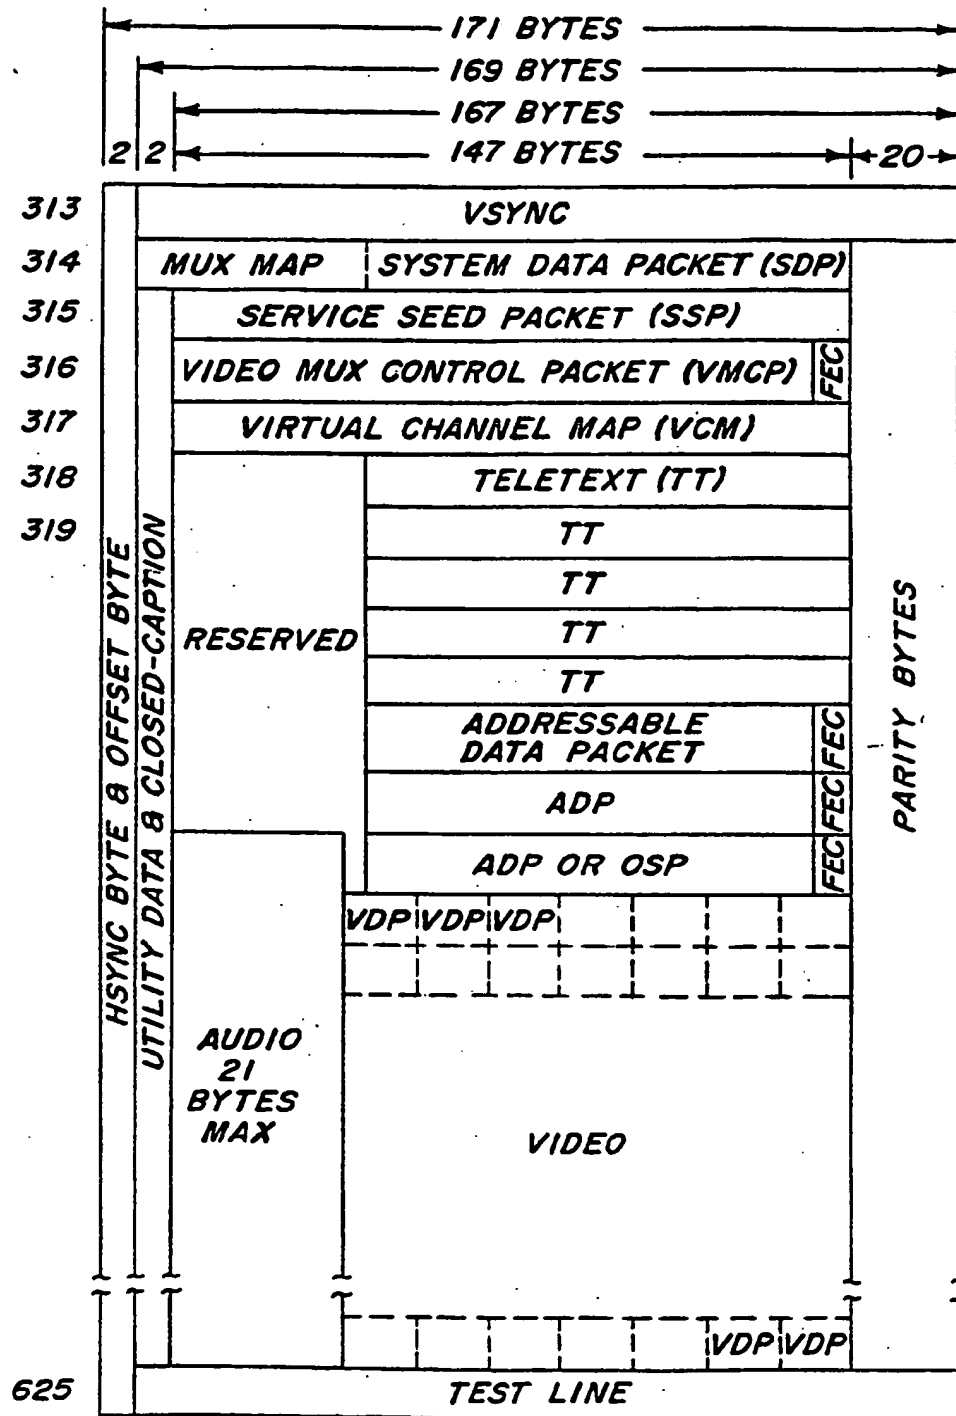 171 BYTES
169 BYTES
167 BYTES
2 2 147 BYTES 20
313 VSYNC
314 MUX MAP SYSTEM DATA PACKET (SDP)
315 SERVICE SEED PACKET (SSP)
316 VIDEO MUX CONTROL PACKET (VMCP) FEC
317 VIRTUAL CHANNEL MAP (VCM)
318 TELETEXT (TT)
319 TT
TT
TT
TT
RESERVED
ADDRESSABLE
DATA PACKET FEC
ADP FEC
ADP OR OSP FEC
VDP VDP VDP
HSYNC BYTE & OFFSET BYTE
UTILITY DATA & CLOSED-CAPTION
PARITY BYTES
AUDIO
21
BYTES
MAX
VIDEO
VDP VDP
625 TEST LINE